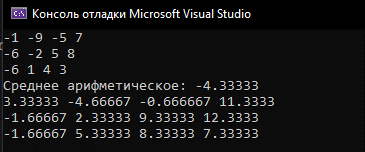 Консоль отладки Microsoft Visual Studio
-1 -9 -5 7
-6 -2 5 8
-6 1 4 3
Среднее арифметическое: -4.33333
3.33333 -4.66667 -0.666667 11.3333
-1.66667 2.33333 9.33333 12.3333
-1.66667 5.33333 8.33333 7.33333